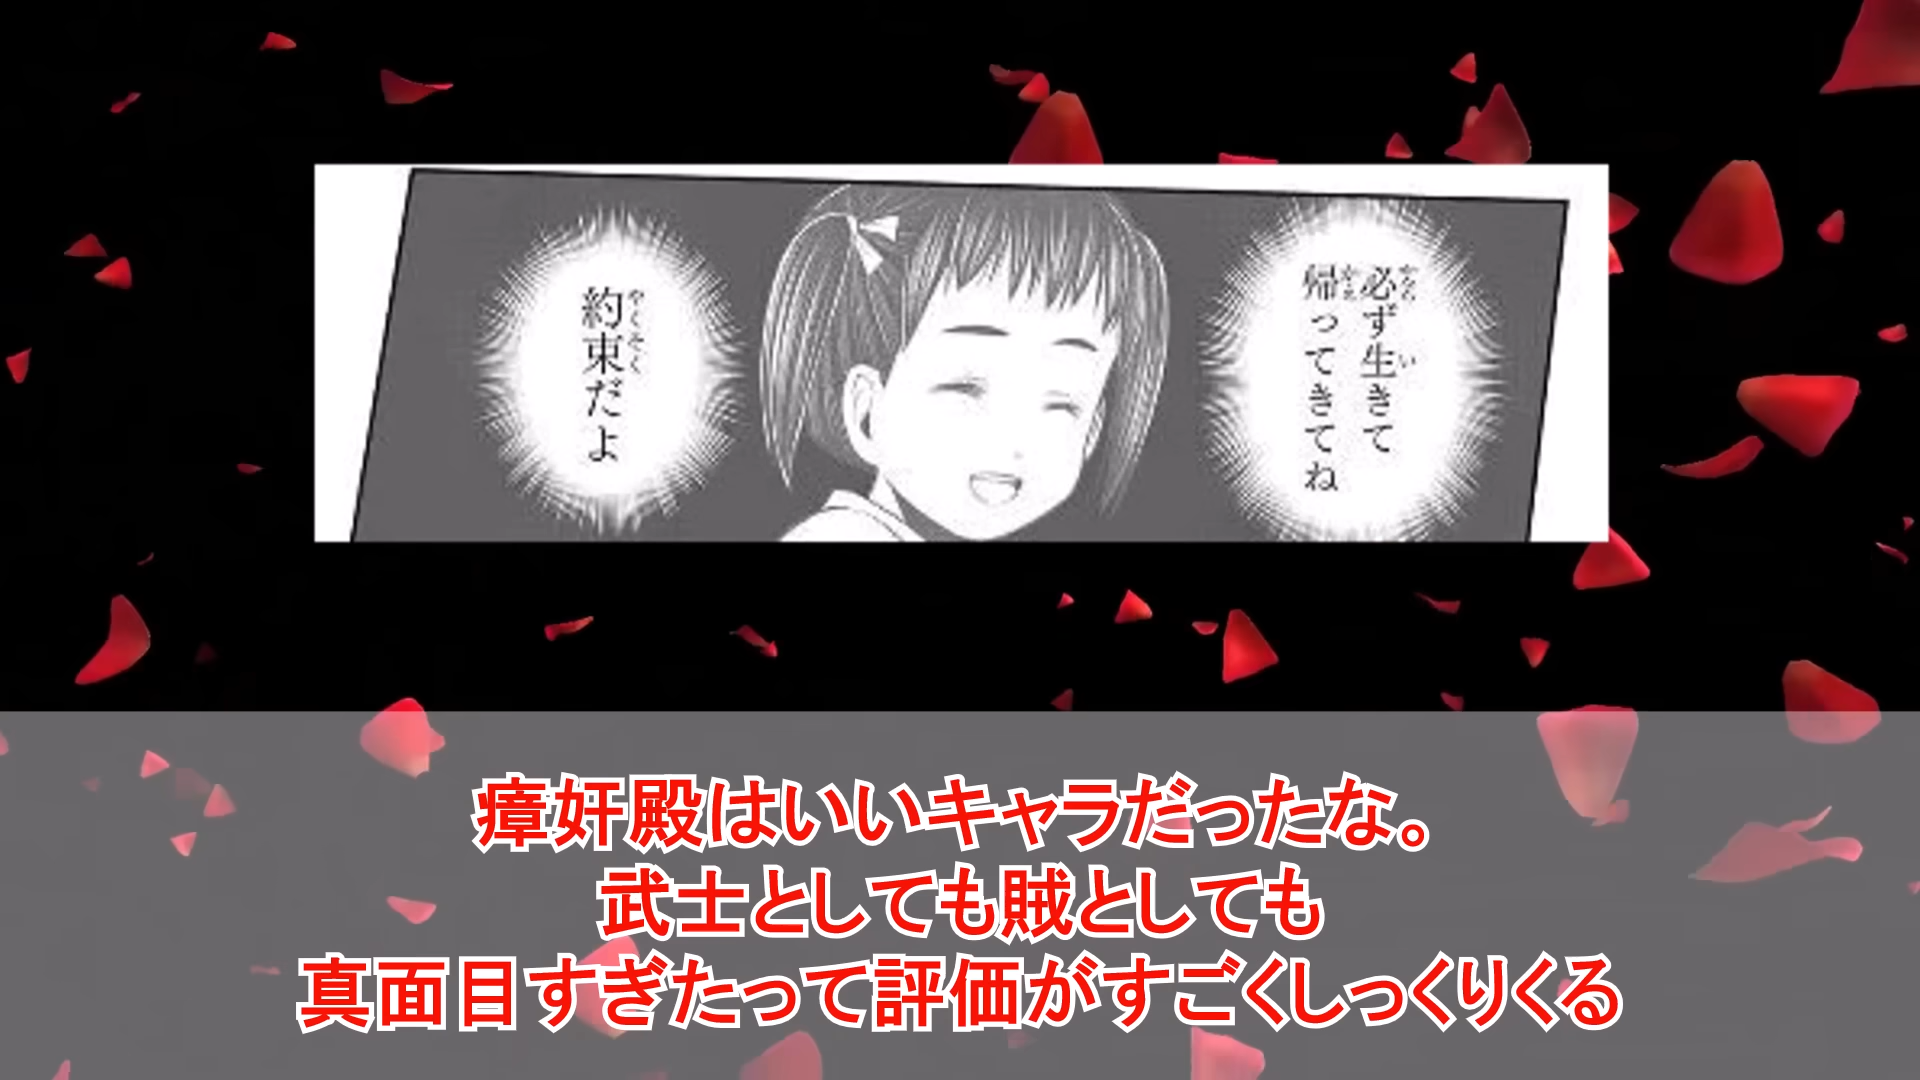 必ず生きて
帰ってきてね
約束だよ
瘴奸殿はいいキャラだったな。
武士としても賊としても
真面目すぎたって評価がすごくしっくりくる